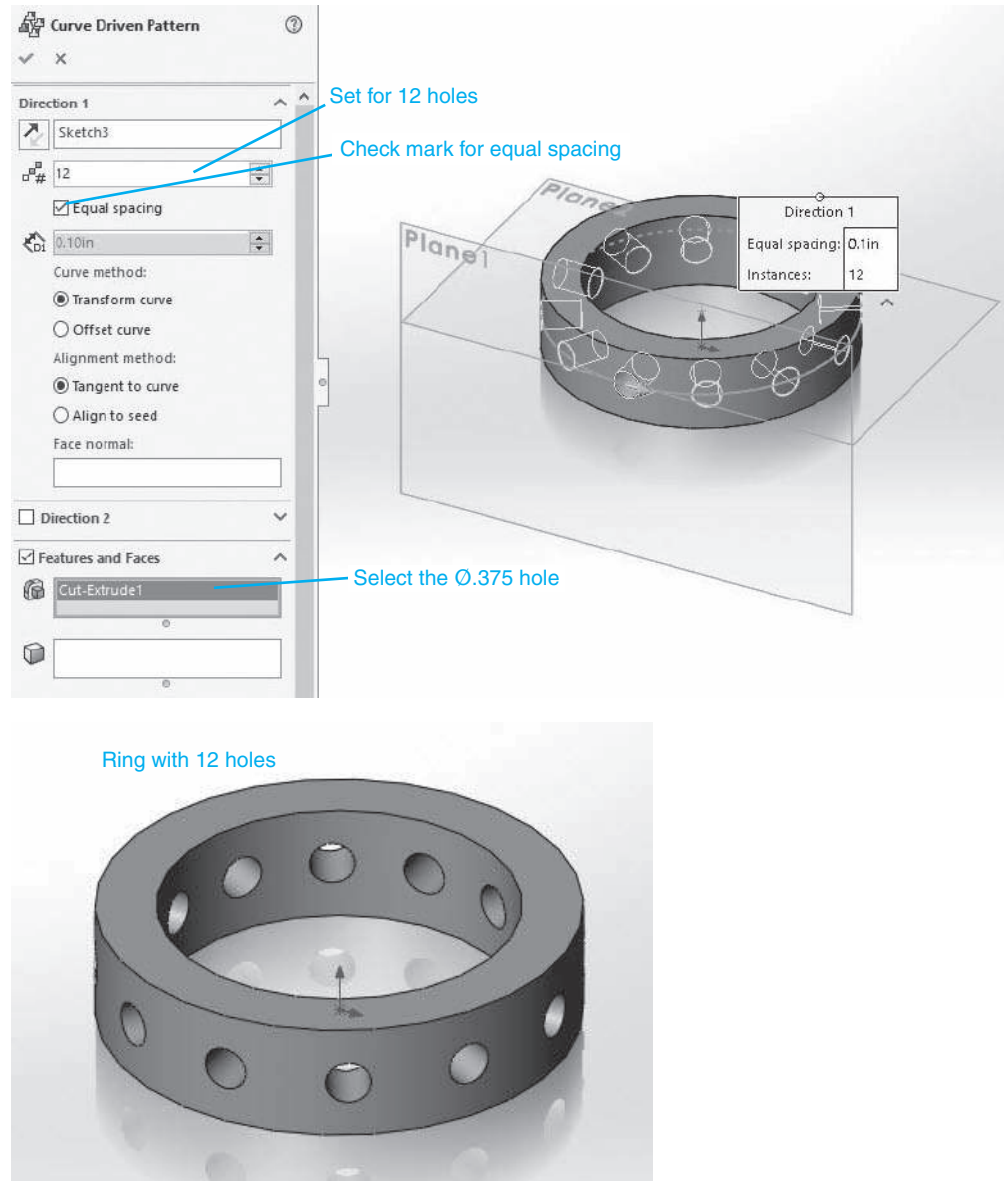 Curve Driven Pattern
Direction 1
Set for 12 holes
Sketch3
Check mark for equal spacing
12
Equal spacing
0.10in
Curve method:
Transform curve
Offset curve
Alignment method:
Tangent to curve
Align to seed
Face normal:
Direction 2
Features and Faces
Cut-Extrude1
Select the Ø.375 hole
Plane1
Direction 1
Equal spacing: 0.1in
Instances: 12
Ring with 12 holes